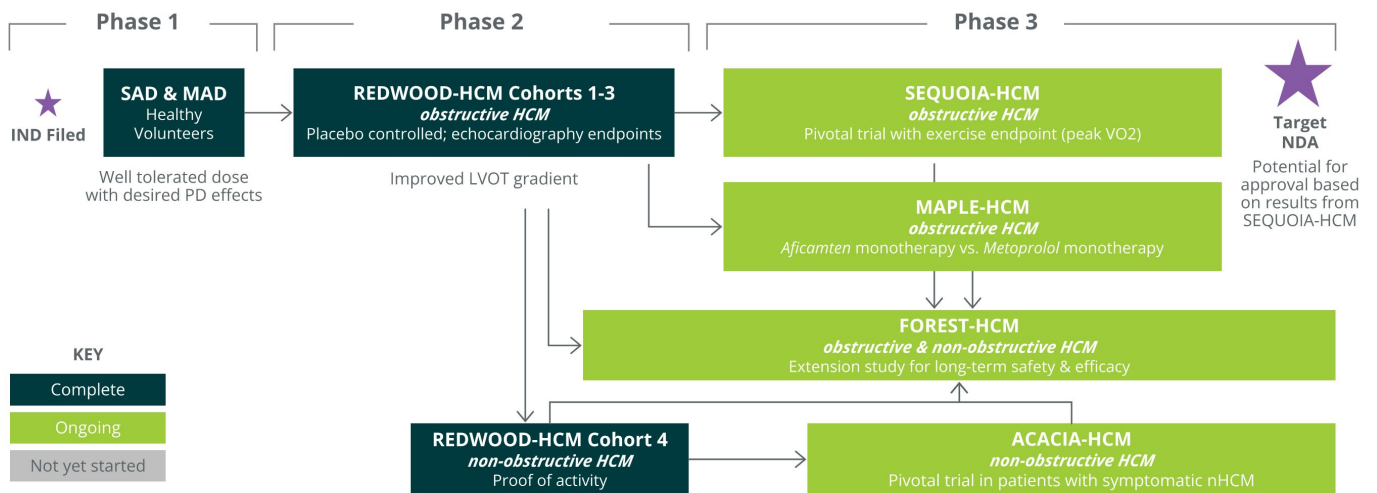 Phase 1
Phase 2
Phase 3
IND Filed
SAD & MAD
Healthy
Volunteers
Well tolerated dose
with desired PD effects
REDWOOD-HCM Cohorts 1-3
obstructive HCM
Placebo controlled; echocardiography endpoints
Improved LVOT gradient
SEQUOIA-HCM
obstructive HCM
Pivotal trial with exercise endpoint (peak VO2)
Target
NDA
Potential for
approval based
on results from
SEQUOIA-HCM
MAPLE-HCM
obstructive HCM
Aficamten monotherapy vs. Metoprolol monotherapy
FOREST-HCM
obstructive & non-obstructive HCM
Extension study for long-term safety & efficacy
KEY
Complete
Ongoing
Not yet started
REDWOOD-HCM Cohort 4
non-obstructive HCM
Proof of activity
ACACIA-HCM
non-obstructive HCM
Pivotal trial in patients with symptomatic nHCM